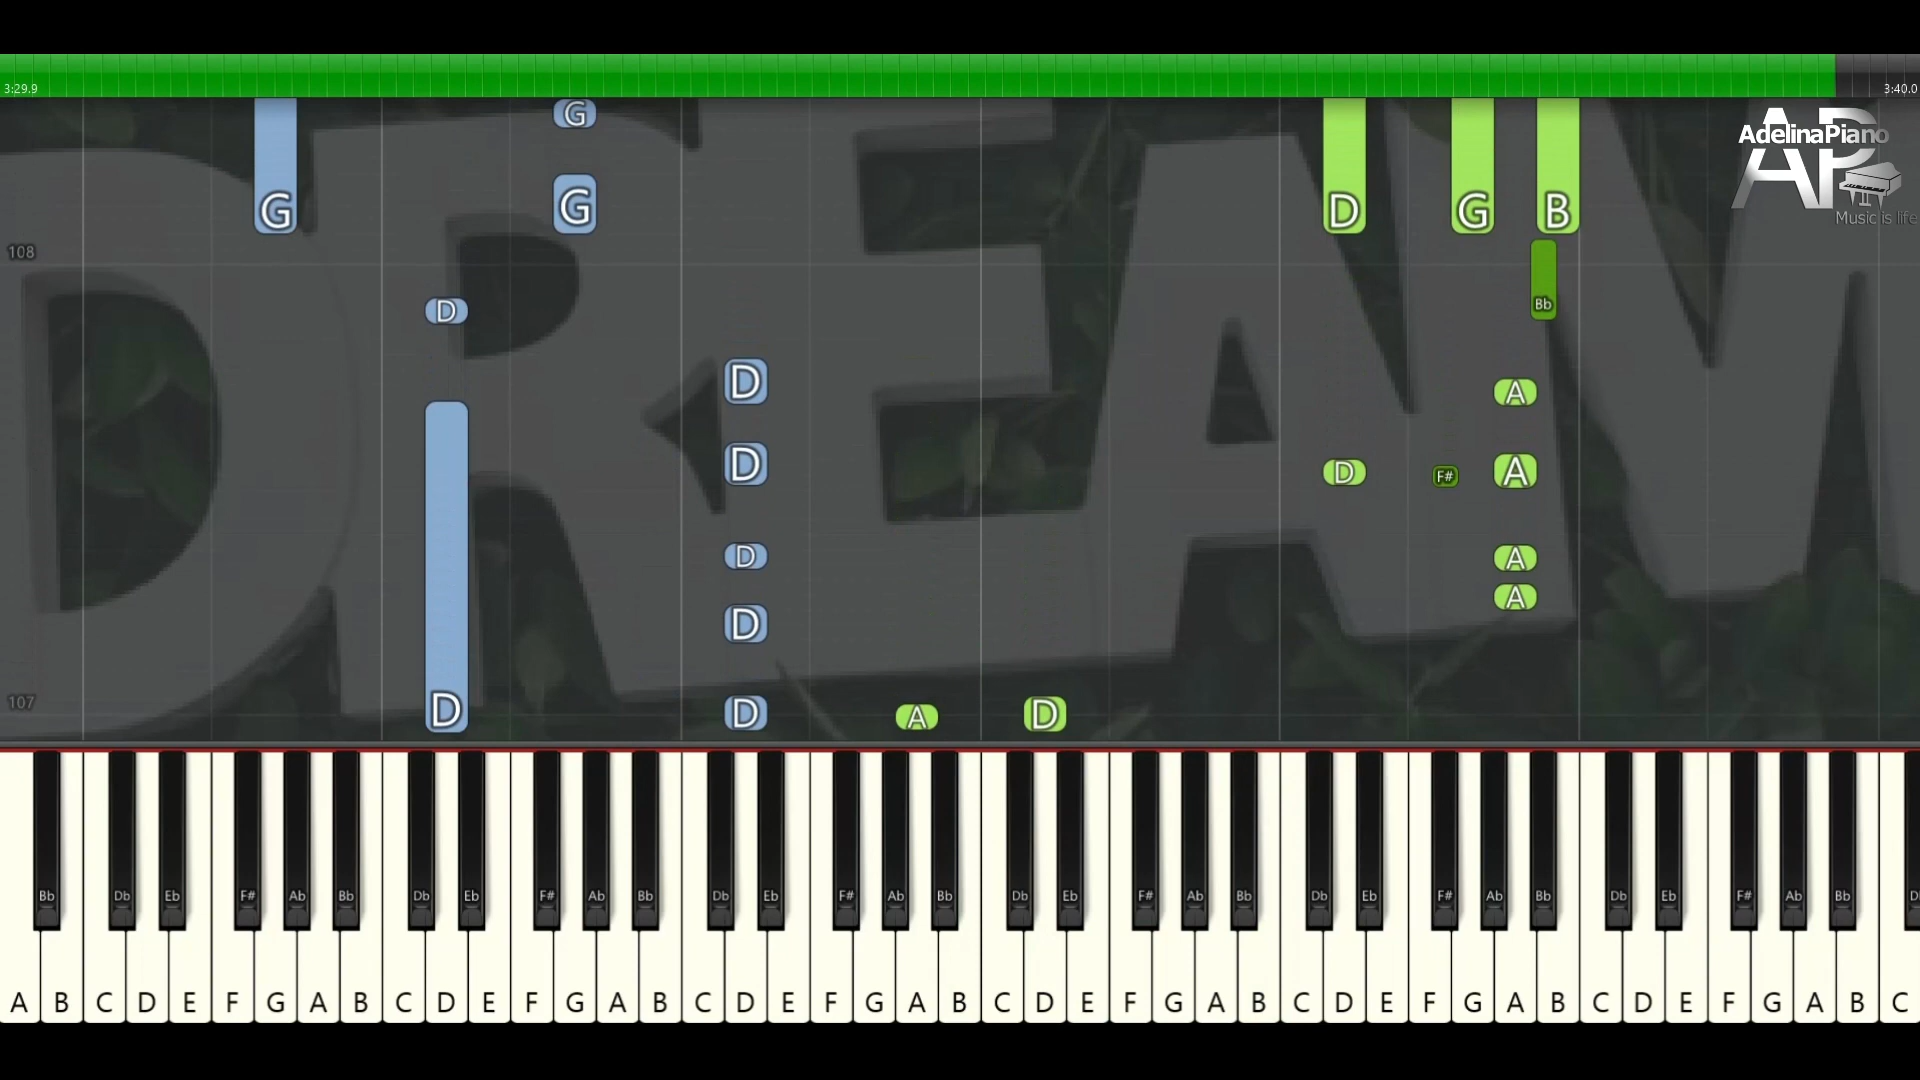 3:29.9 3:40.0
DREAM
AP
AdelinaPiano
Music is life
G
G
G D G B
108
D
Bb
D
A
D D F# A
D A
D A
107
D D A D
Bb Db Eb F# Ab Bb Db Eb F# Ab Bb Db Eb F# Ab Bb Db Eb F# Ab Bb Db Eb F# Ab Bb Db Eb F# Ab Bb D
A B C D E F G A B C D E F G A B C D E F G A B C D E F G A B C D E F G A B C D E F G A B C